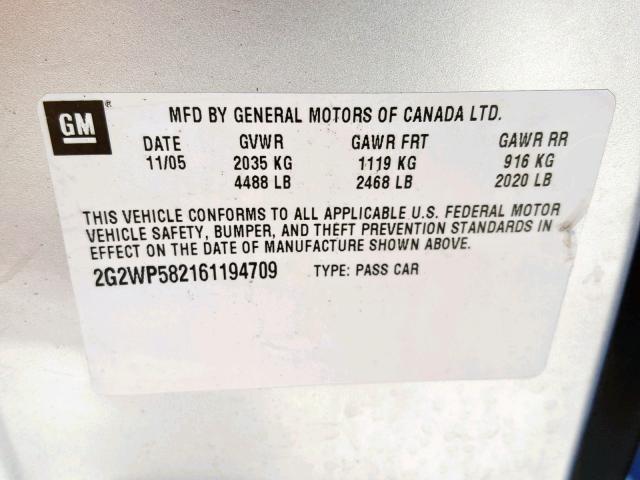 GM ®
MFD BY GENERAL MOTORS OF CANADA LTD.
DATE GVWR GAWR FRT GAWR RR
11/05 2035 KG 1119 KG 916 KG
4488 LB 2468 LB 2020 LB
THIS VEHICLE CONFORMS TO ALL APPLICABLE U.S. FEDERAL MOTOR
VEHICLE SAFETY, BUMPER, AND THEFT PREVENTION STANDARDS IN
EFFECT ON THE DATE OF MANUFACTURE SHOWN ABOVE.
2G2WP582161194709 TYPE: PASS CAR